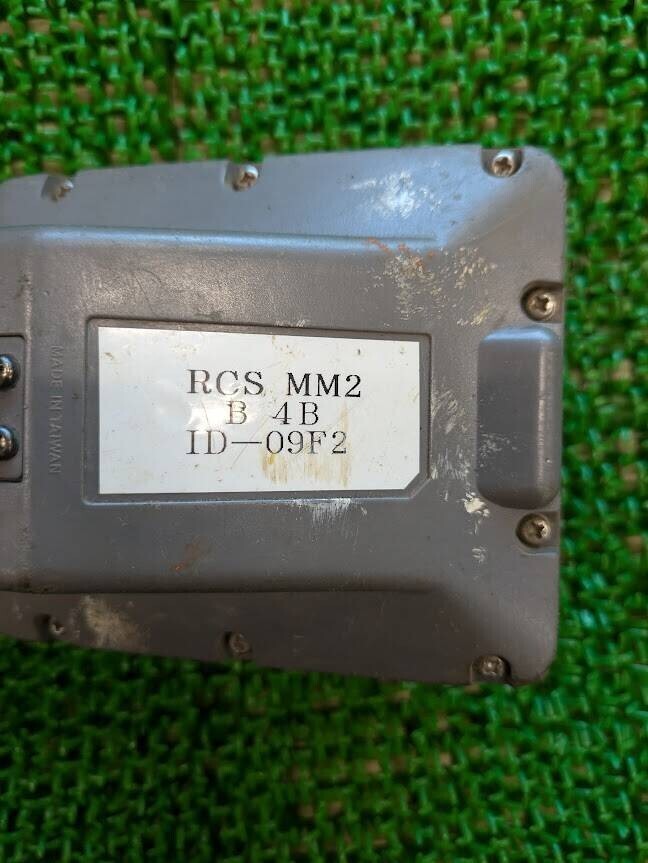 RCS MM2
B 4B
ID—09F2
MADE IN TAIWAN